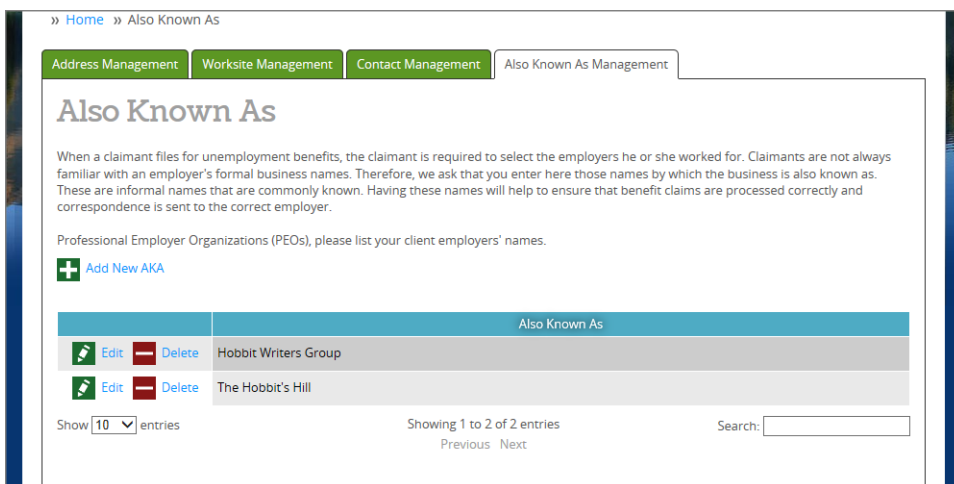 » Home » Also Known As
Address Management Worksite Management Contact Management Also Known As Management
Also Known As
When a claimant files for unemployment benefits, the claimant is required to select the employers he or she worked for. Claimants are not always
familiar with an employer's formal business names. Therefore, we ask that you enter here those names by which the business is also known as.
These are informal names that are commonly known. Having these names will help to ensure that benefit claims are processed correctly and
correspondence is sent to the correct employer.
Professional Employer Organizations (PEOs), please list your client employers' names.
Add New AKA
Also Known As
Edit Delete Hobbit Writers Group
Edit Delete The Hobbit's Hill
Show 10 entries Showing 1 to 2 of 2 entries Search:
Previous Next